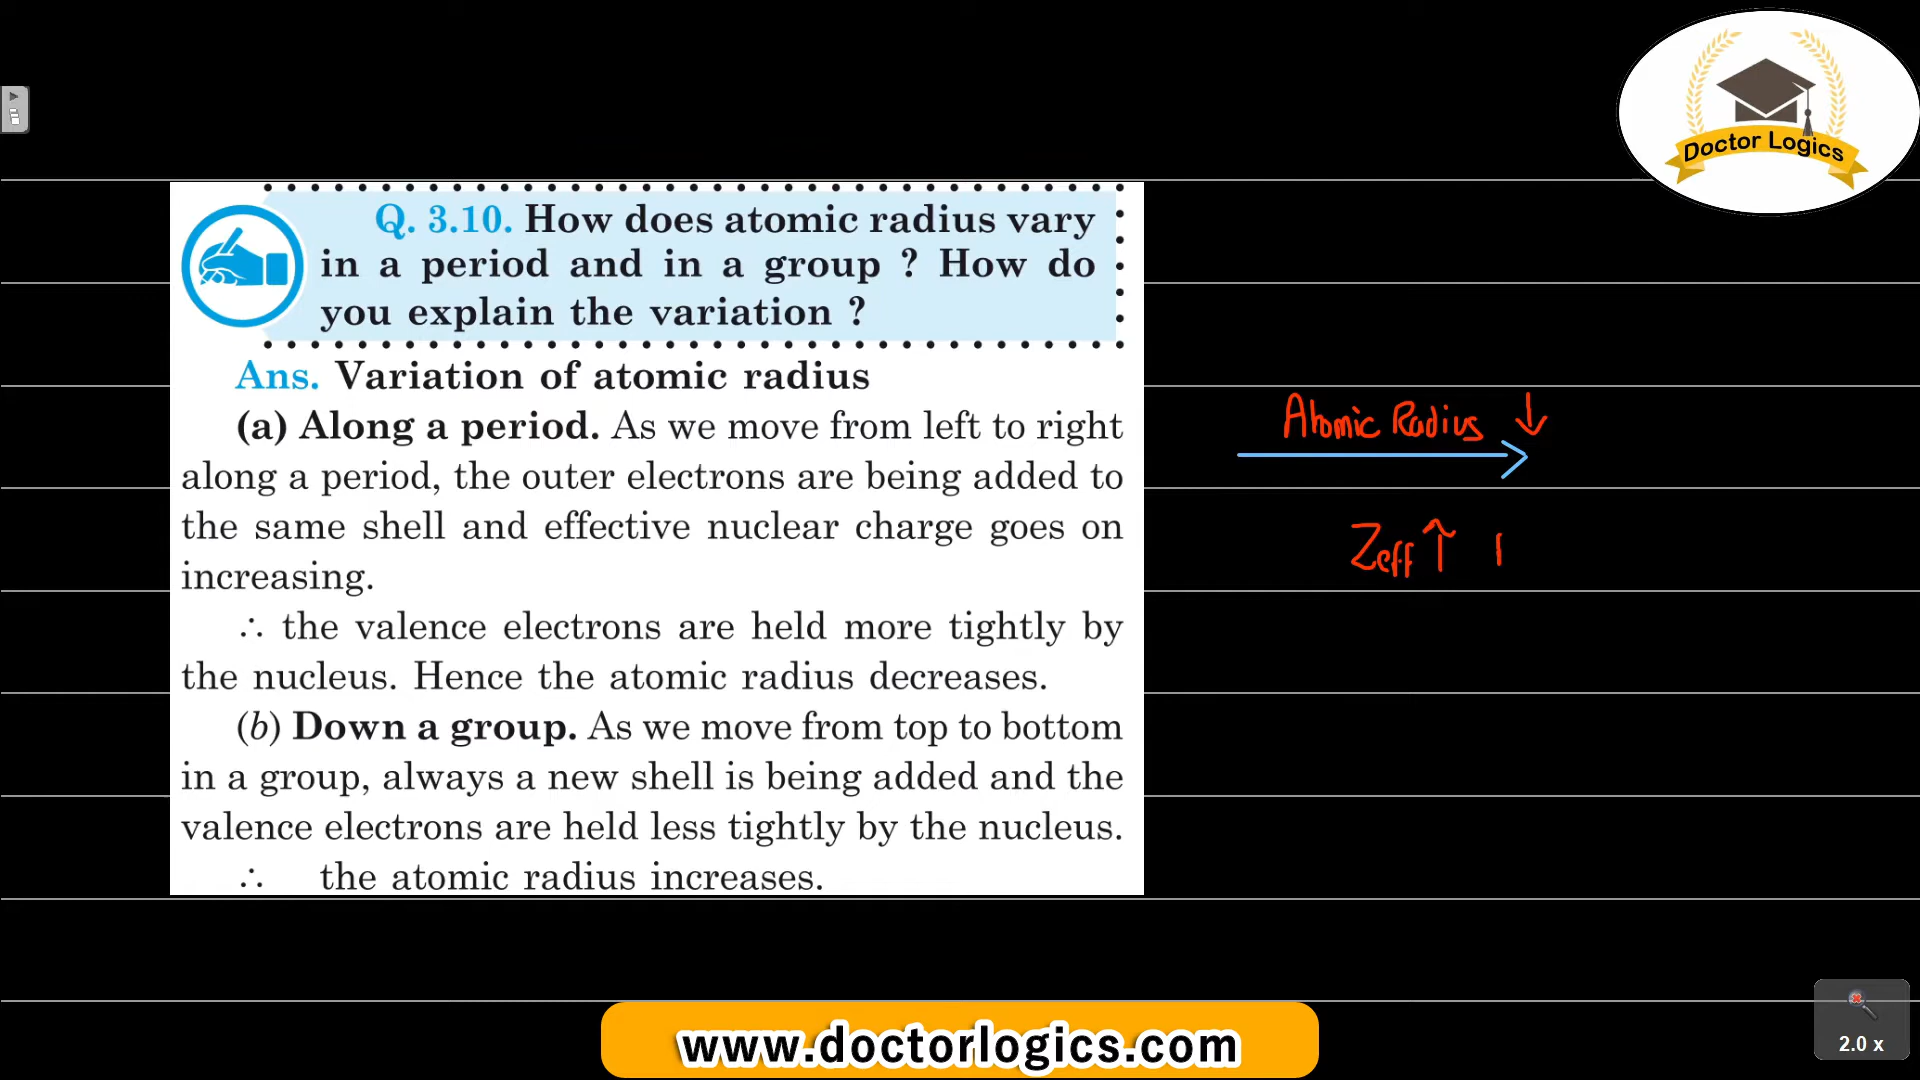 Doctor Logics
Q. 3.10. How does atomic radius vary
in a period and in a group ? How do
you explain the variation ?
Ans. Variation of atomic radius
(a) Along a period. As we move from left to right
along a period, the outer electrons are being added to
the same shell and effective nuclear charge goes on
increasing.
∴ the valence electrons are held more tightly by
the nucleus. Hence the atomic radius decreases.
(b) Down a group. As we move from top to bottom
in a group, always a new shell is being added and the
valence electrons are held less tightly by the nucleus.
∴ the atomic radius increases.
Atomic Radius ↓
Zeff ↑ I
www.doctorlogics.com
2.0 x